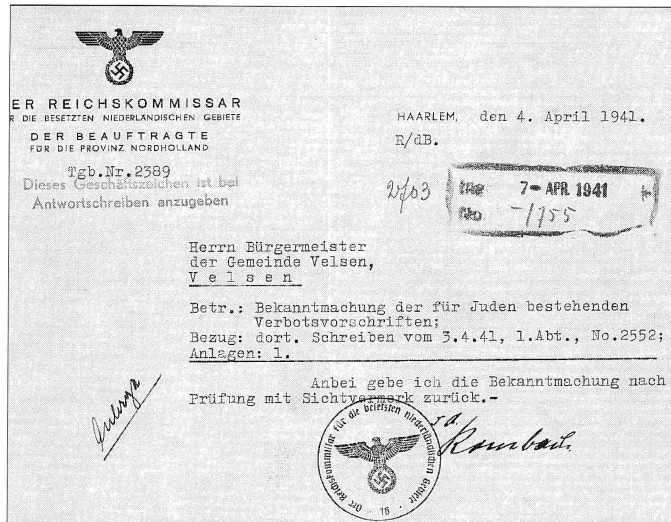 ER REICHSKOMMISSAR
R DIE BESETZTEN NIEDERLÄNDISCHEN GEBIETE
DER BEAUFTRAGTE
FÜR DIE PROVINZ NORDHOLLAND
Tgb.Nr.2389
Dieses Geschäftszeichen ist bei
Antwortschreiben anzugeben
HAARLEM, den 4. April 1941.
R/dB.
7- APR. 1941
-/755
Herrn Bürgermeister
der Gemeinde Velsen,
Velsen
Betr.: Bekanntmachung der für Juden bestehenden
Verbotsvorschriften;
Bezug: dort. Schreiben vom 3.4.41, 1.Abt., No.2552;
Anlagen: 1.
Anbei gebe ich die Bekanntmachung nach
Prüfung mit Sichtvermerk zurück.-
Der Reichskommissar für die besetzten niederländischen Gebiete